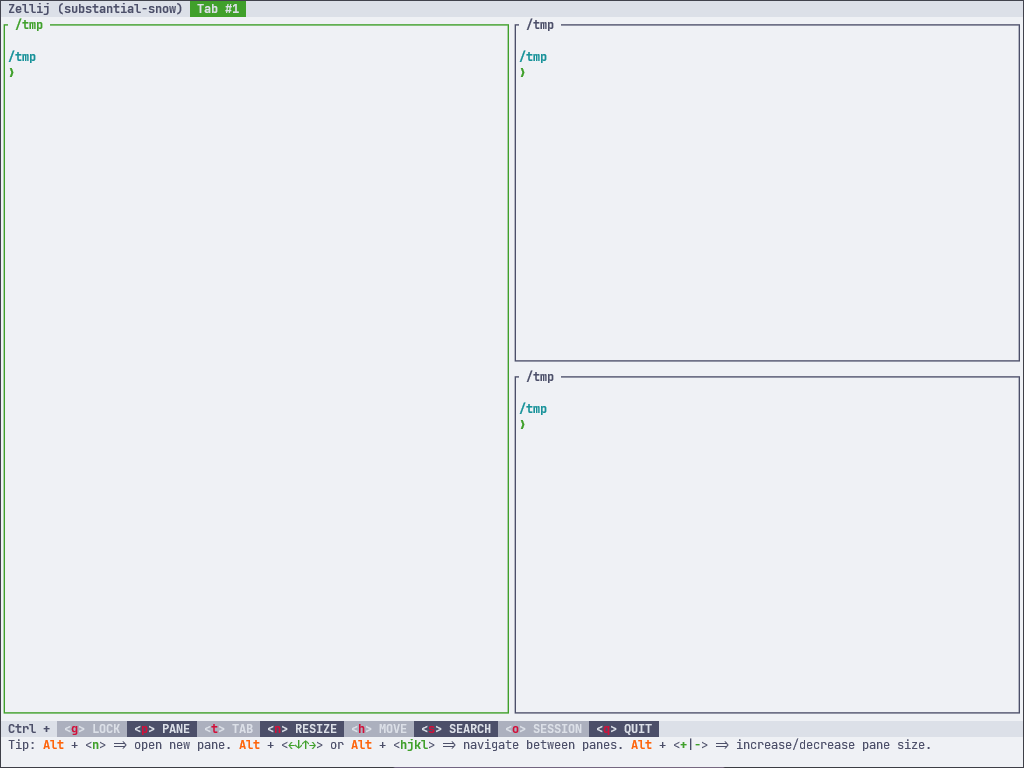 Zellij (substantial-snow) Tab #1
/tmp
/tmp
❯
/tmp
/tmp
❯
/tmp
/tmp
❯
Ctrl + <g> LOCK <p> PANE <t> TAB <n> RESIZE <h> MOVE <s> SEARCH <o> SESSION <q> QUIT
Tip: Alt + <n> => open new pane. Alt + <←↓↑→> or Alt + <hjkl> => navigate between panes. Alt + <+|-> => increase/decrease pane size.